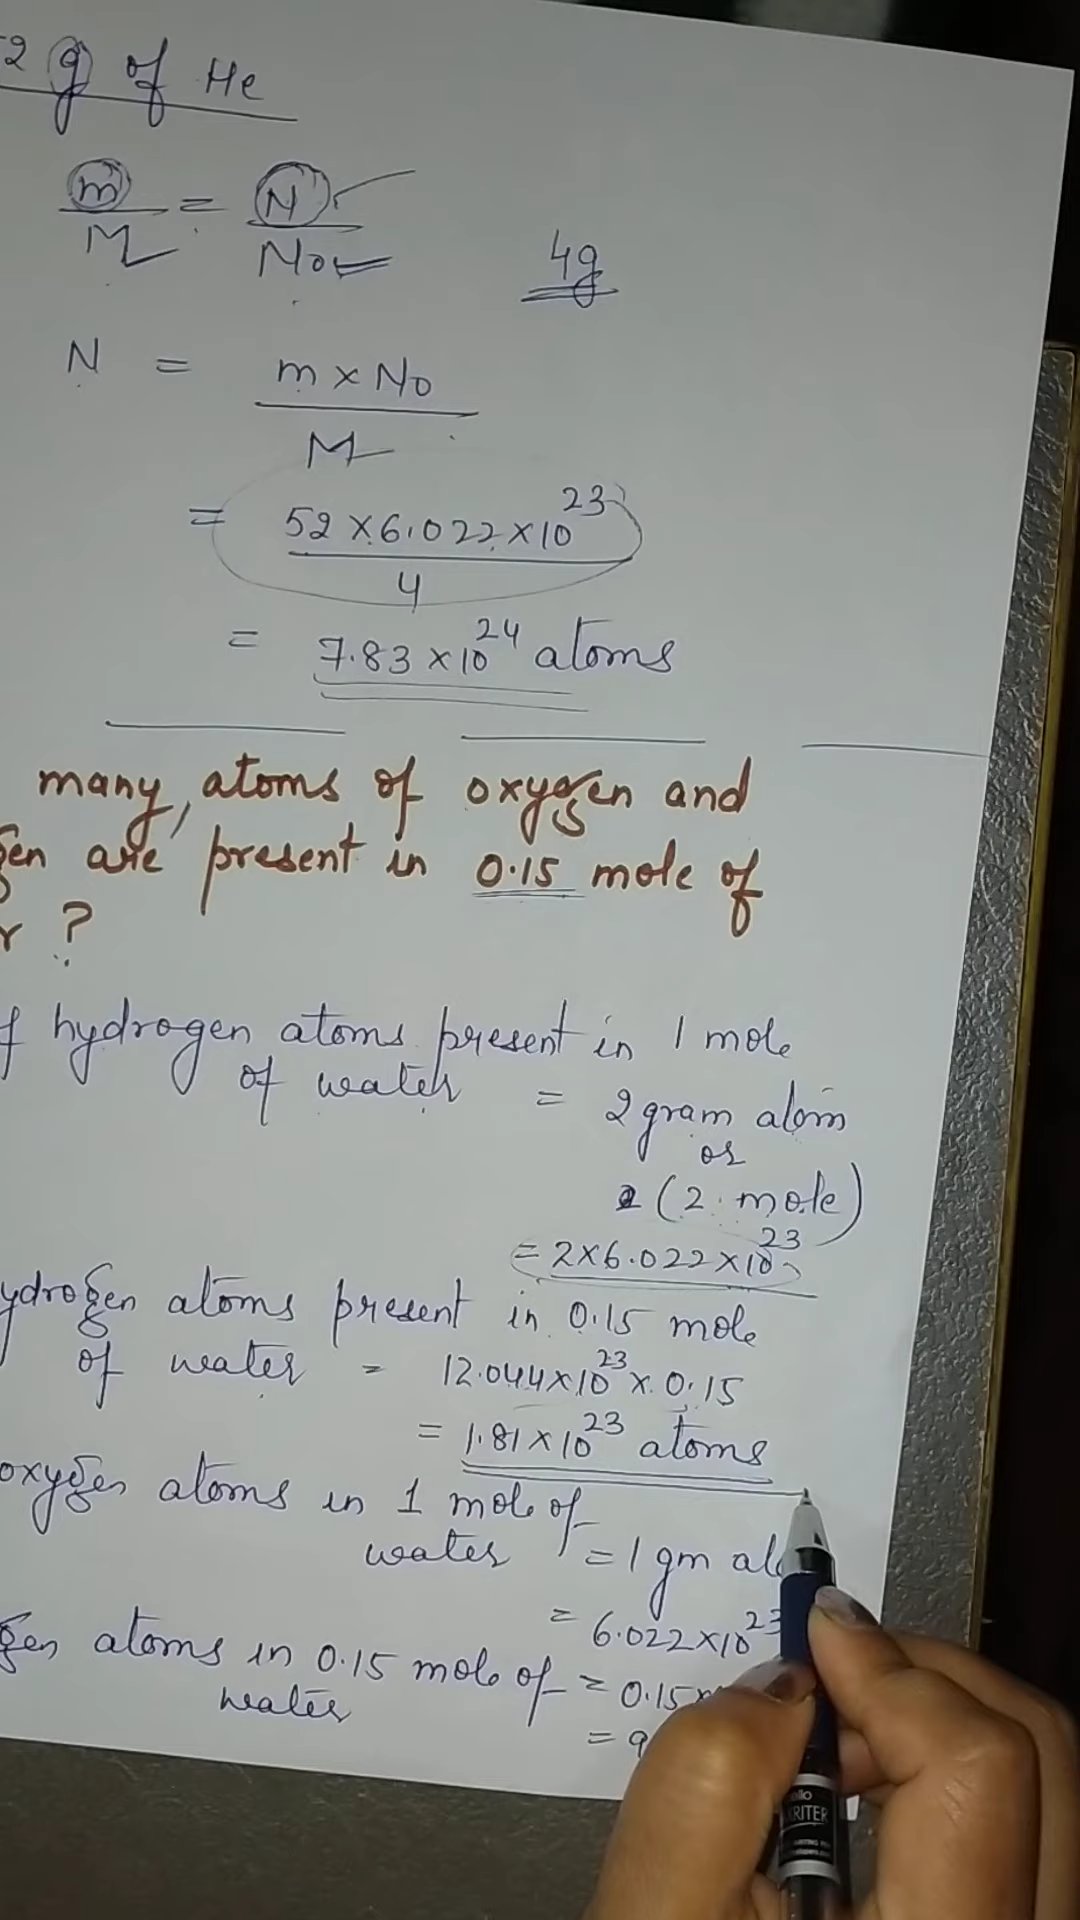 2 g of He
m/M = N/No
4g
N = m × No
M
= 52 × 6.022 × 10^23
4
= 7.83 × 10^24 atoms
many, atoms of oxygen and
gen are present in 0.15 mole of
r ?
f hydrogen atoms present in 1 mole
of water = 2 gram atom
or
2 (2 mole)
= 2×6.022×10^23
ydrogen atoms present in 0.15 mole
of water = 12.044×10^23 × 0.15
= 1.81×10^23 atoms
oxygen atoms in 1 mole of
water = 1 gm at
= 6.022×10^23
gen atoms in 0.15 mole of = 0.15×
water
= 9
RITER